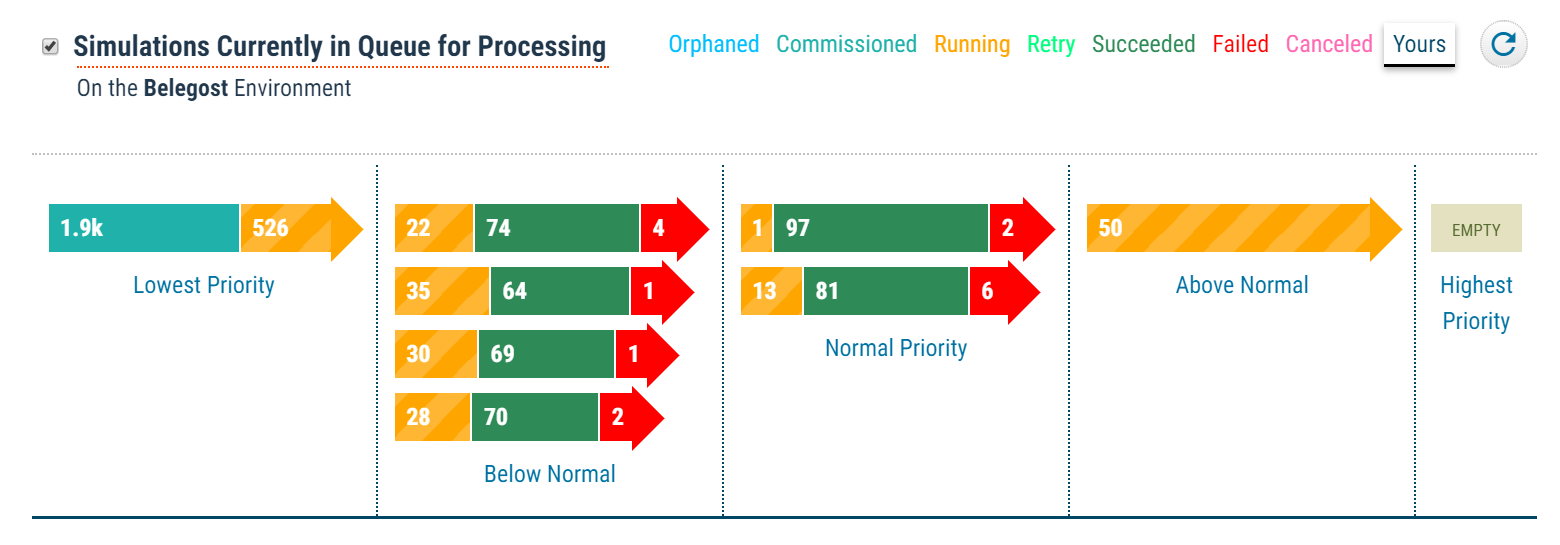 Simulations Currently in Queue for Processing
Orphaned Commissioned Running Retry Succeeded Failed Canceled Yours
On the Belegost Environment
1.9k 526
Lowest Priority
22 74 4
35 64 1
30 69 1
28 70 2
Below Normal
1 97 2
13 81 6
Normal Priority
50
Above Normal
EMPTY
Highest
Priority